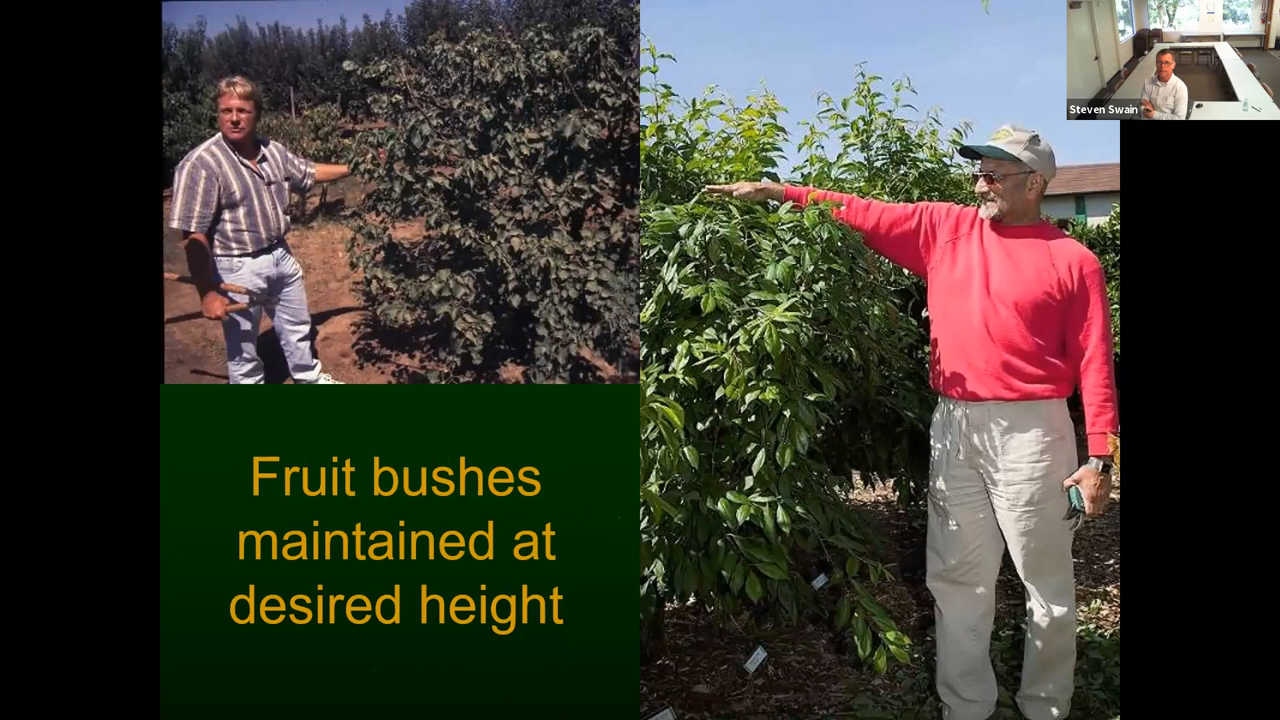 Steven Swain
Fruit bushes
maintained at
desired height